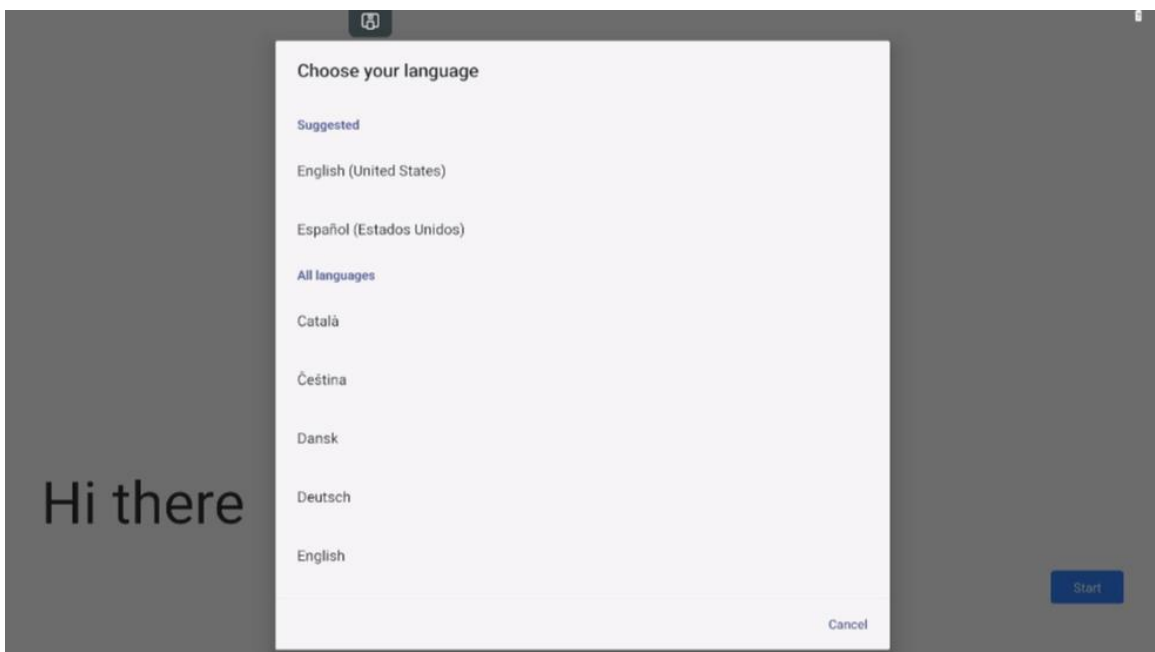 Choose your language
Suggested
English (United States)
Español (Estados Unidos)
All languages
Català
Čeština
Dansk
Deutsch
Hi there
English
Start
Cancel